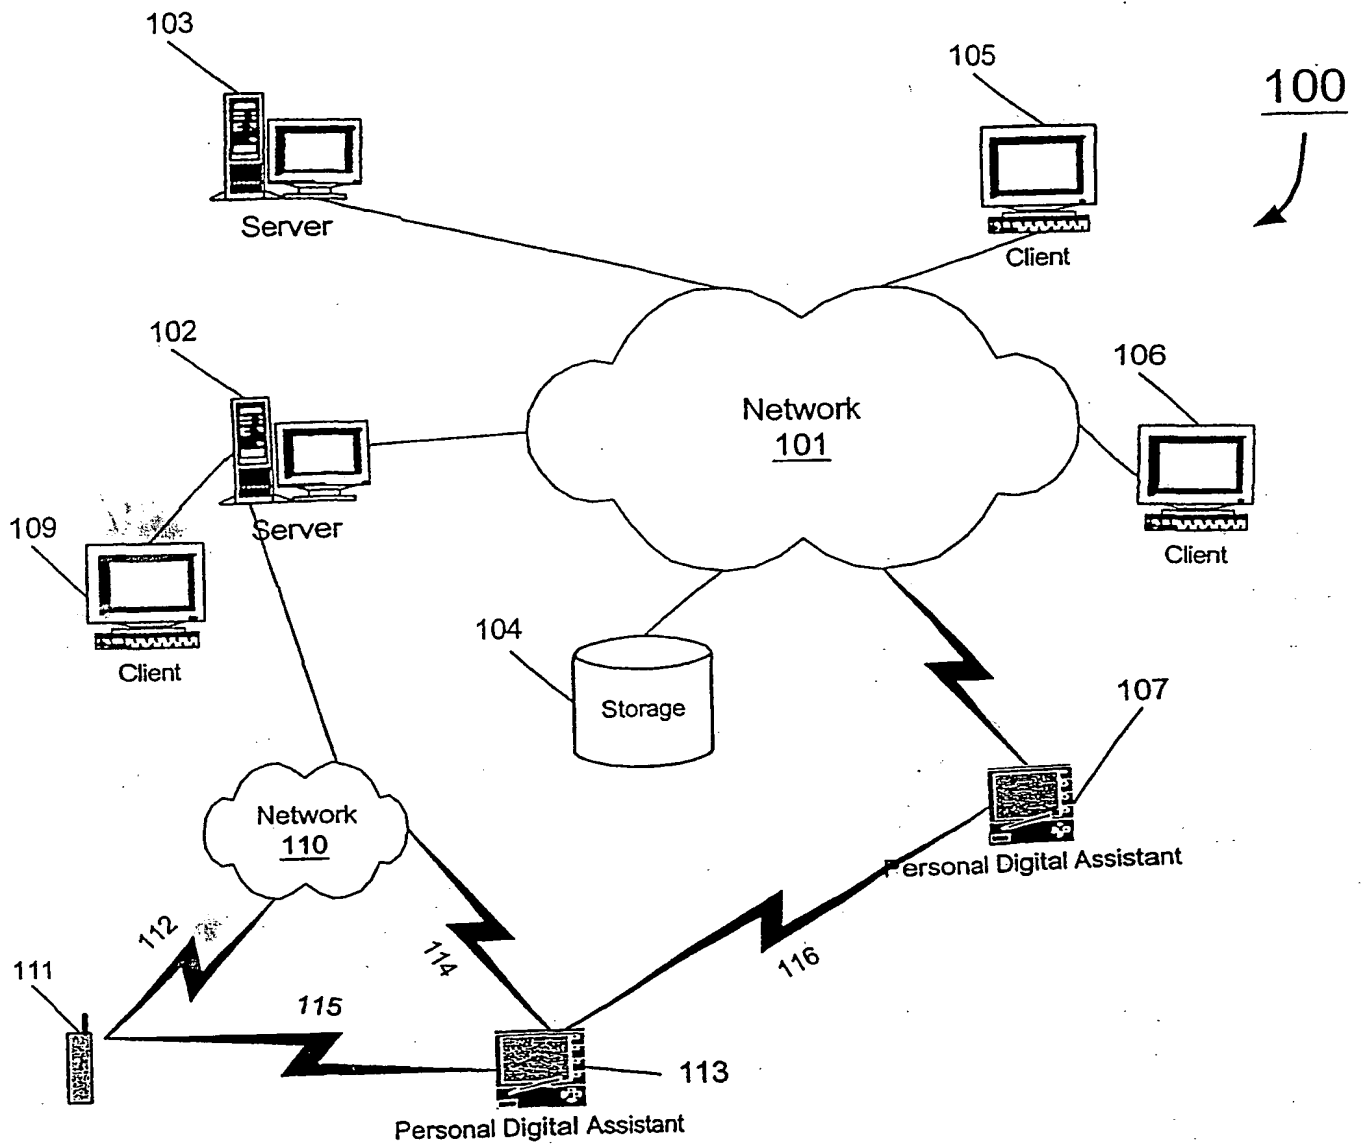 103
105
100
Server
Client
102
106
Network
101
109
Server
Client
Client
104
Storage
107
Network
110
Personal Digital Assistant
112
114
116
111
115
113
Personal Digital Assistant